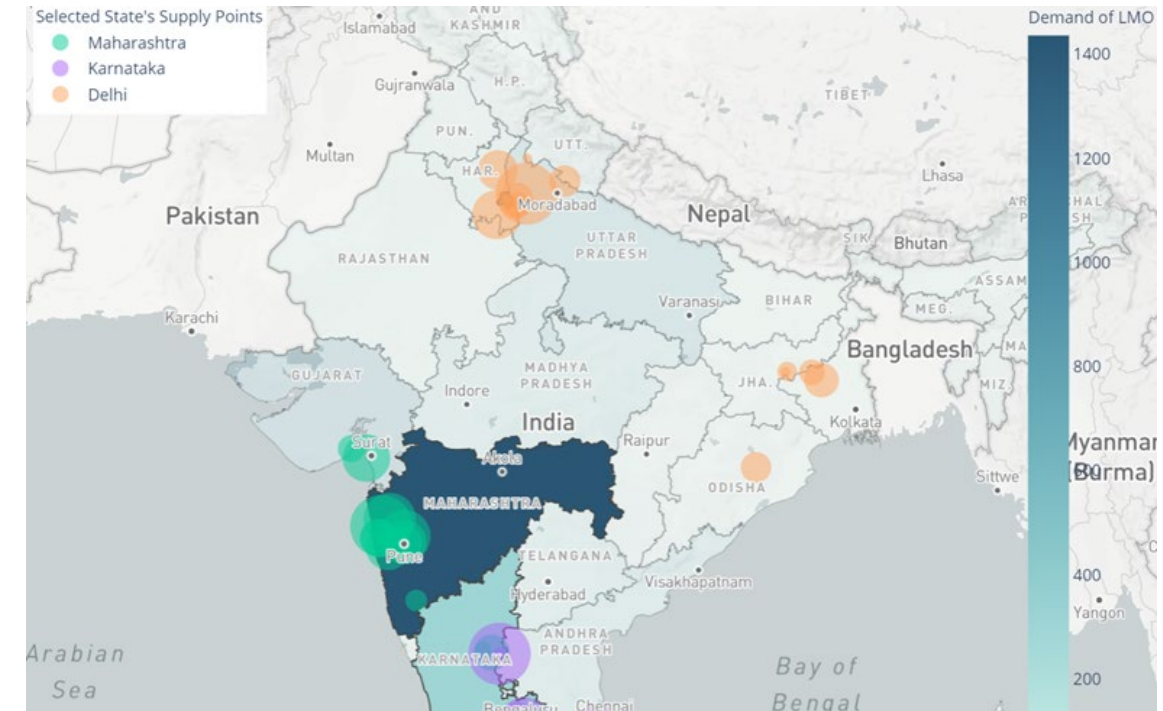 Selected State's Supply Points
Maharashtra
Karnataka
Delhi
Demand of LMO
1400
1200
1000
800
600
400
200
AND
KASHMIR
Islamabad
Gujranwala
H.P.
TIBET
PUN.
UTT.
Multan
HAR.
Lhasa
Moradabad
Pakistan
Nepal
SIK.
Bhutan
UTTAR
PRADESH
RAJASTHAN
ASSAM
Varanasi
BIHAR
MEG.
Karachi
Bangladesh
GUJARAT
MADHYA
PRADESH
JHA.
MIZ.
Indore
India
Kolkata
Raipur
Surat
Akola
Myanmar
(Burma)
Sittwe
ODISHA
MAHARASHTRA
Pune
TELANGANA
Hyderabad
Visakhapatnam
Yangon
ANDHRA
PRADESH
KARNATAKA
Arabian
Sea
Bay of
Bengal
Bengaluru
Chennai